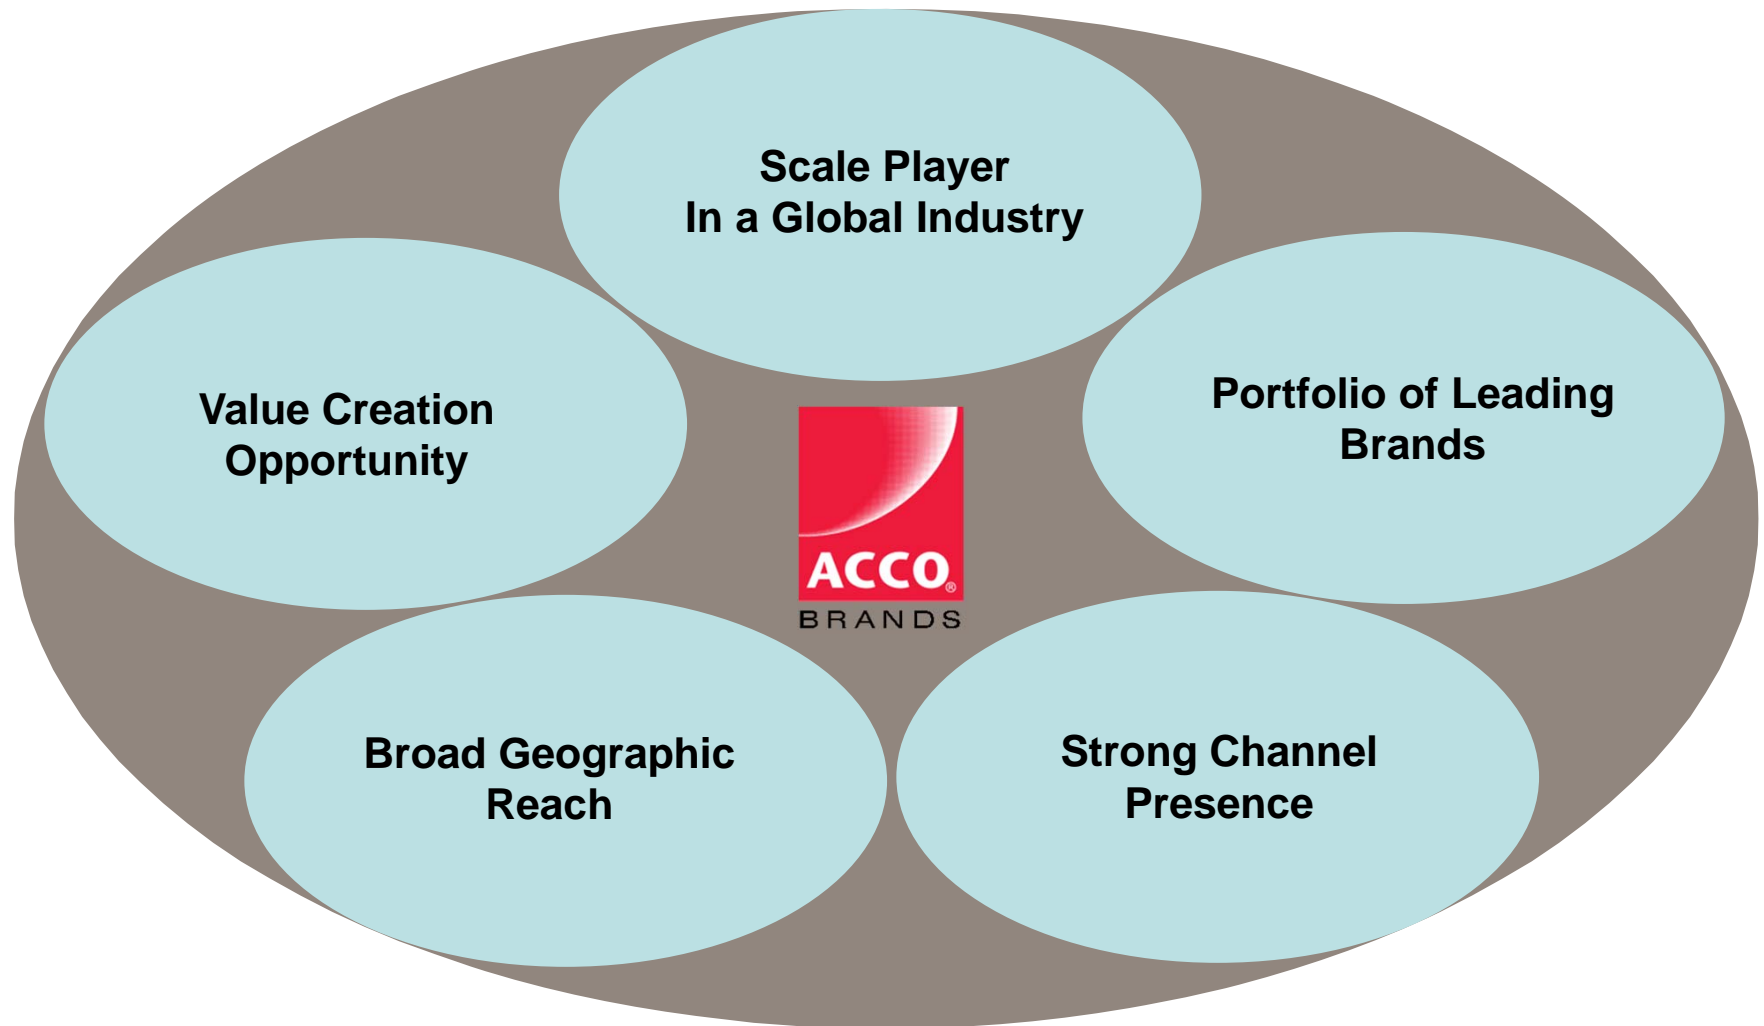 Scale Player
In a Global Industry
Value Creation
Opportunity
Portfolio of Leading
Brands
ACCO®
BRANDS
Broad Geographic
Reach
Strong Channel
Presence